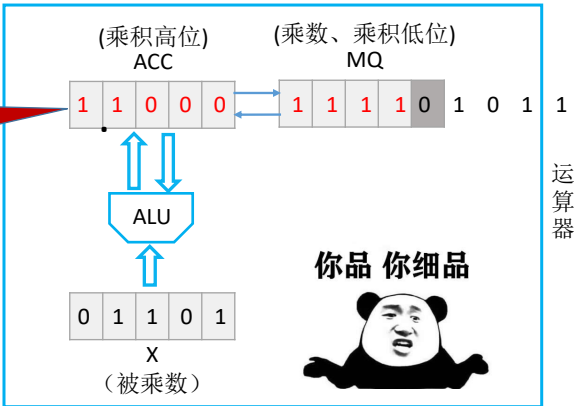 (乘积高位) (乘数、乘积低位)
ACC MQ
1 1 0 0 0 1 1 1 1 0 1 0 1 1
.
运算器
ALU
你品 你细品
0 1 1 0 1
X
（被乘数）